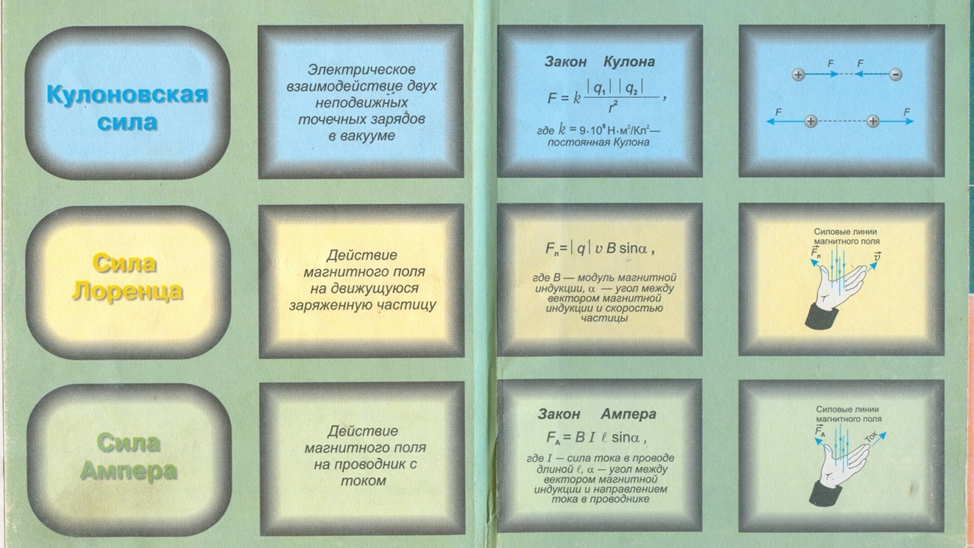 Кулоновская
сила
Электрическое
взаимодействие двух
неподвижных
точечных зарядов
в вакууме
Закон Кулона
F = k |q₁| |q₂| / r² ,
где k = 9·10⁹ Н·м²/Кл² —
постоянная Кулона
F F
+ −
F F
+ +
Сила
Лоренца
Действие
магнитного поля
на движущуюся
заряженную частицу
Fл = |q| υ B sinα ,
где B — модуль магнитной
индукции, α — угол между
вектором магнитной
индукции и скоростью
частицы
Силовые линии
магнитного поля
F⃗л υ⃗
Сила
Ампера
Действие
магнитного поля
на проводник с
током
Закон Ампера
F_A = B I ℓ sinα ,
где I — сила тока в проводе
длиной ℓ, α — угол между
вектором магнитной
индукции и направлением
тока в проводнике
Силовые линии
магнитного поля
F⃗_A Ток